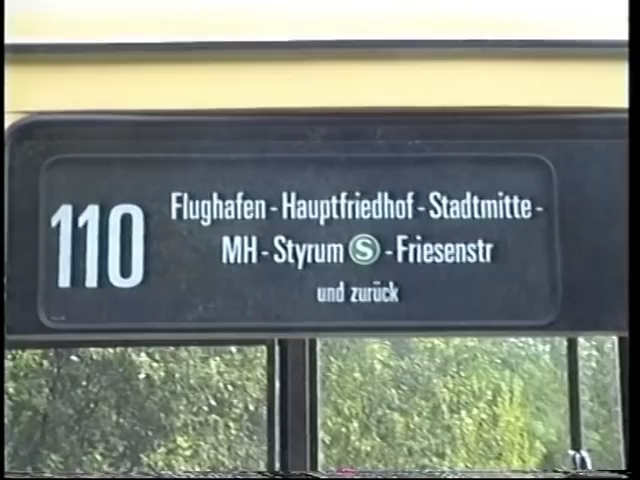 110
Flughafen - Hauptfriedhof - Stadtmitte -
MH - Styrum S - Friesenstr
und zurück